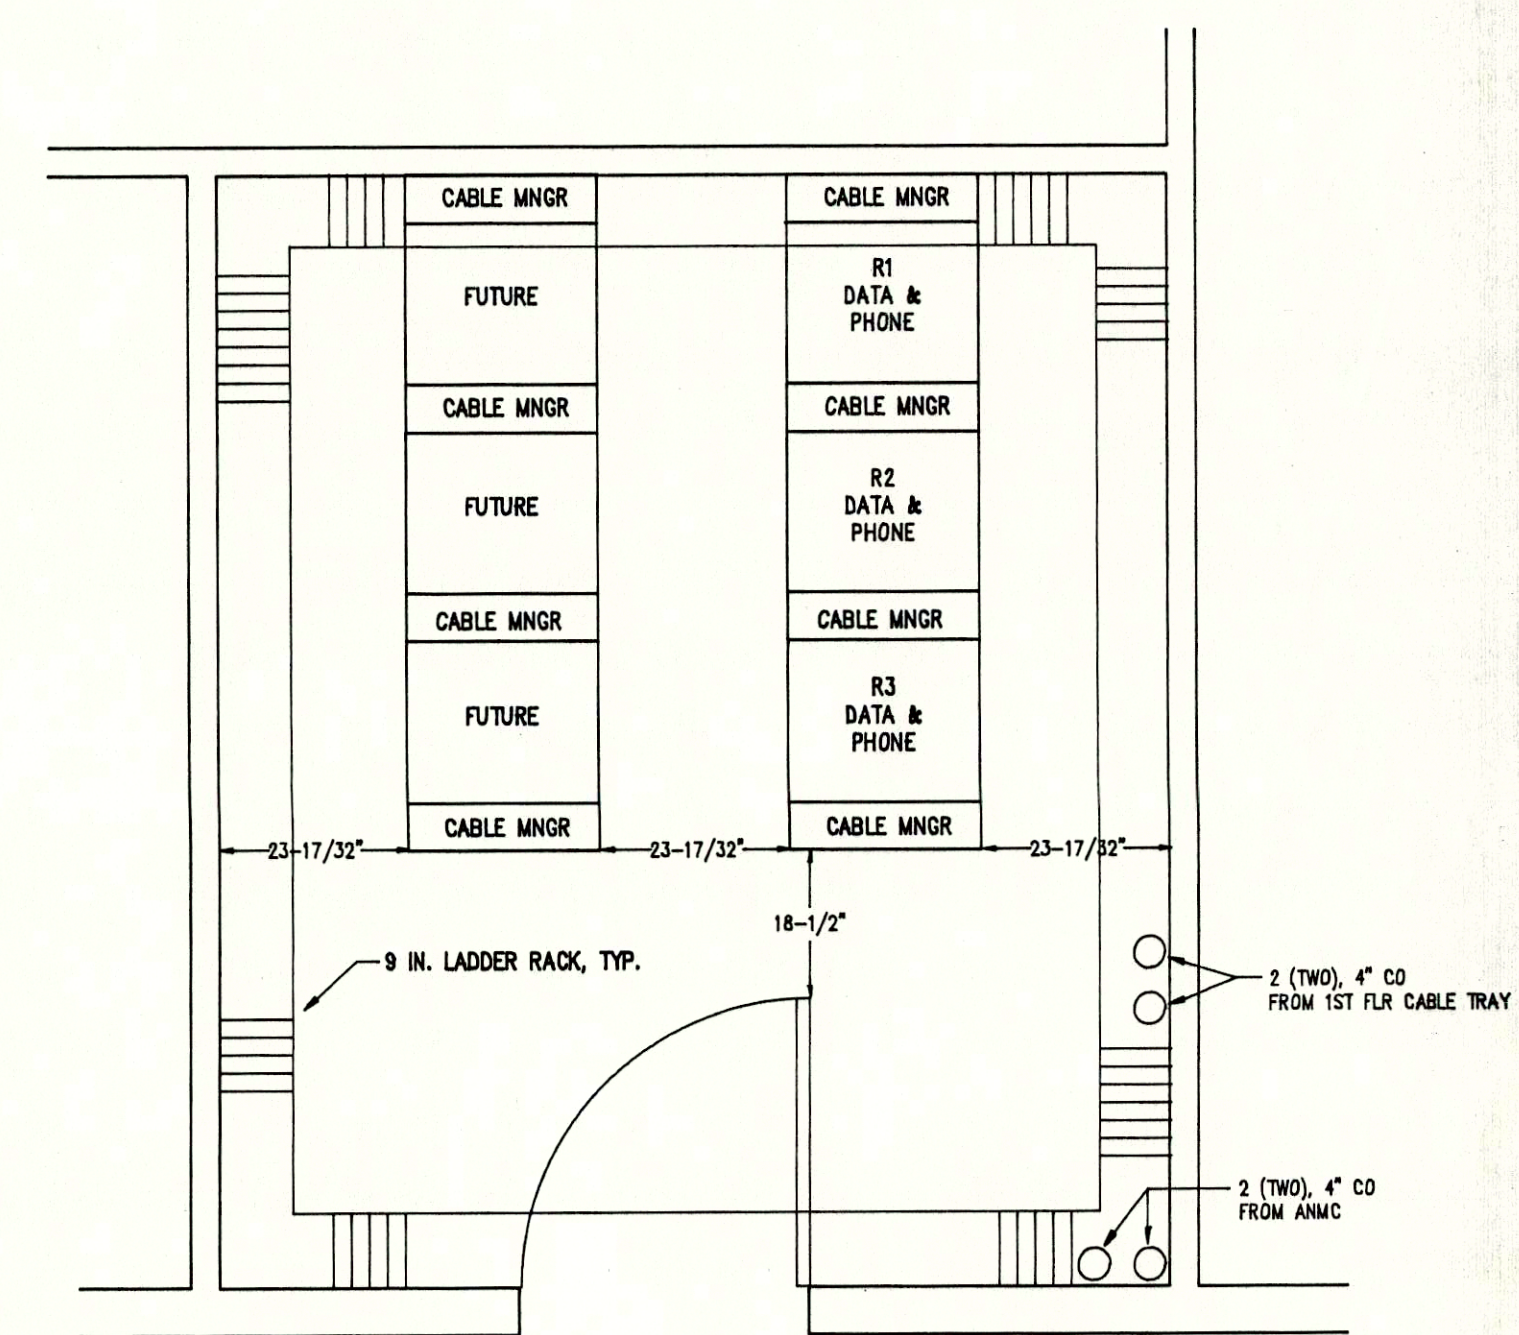 CABLE MNGR
CABLE MNGR
FUTURE
R1
DATA &
PHONE
CABLE MNGR
CABLE MNGR
FUTURE
R2
DATA &
PHONE
CABLE MNGR
CABLE MNGR
FUTURE
R3
DATA &
PHONE
CABLE MNGR
CABLE MNGR
23-17/32"
23-17/32"
23-17/32"
18-1/2"
9 IN. LADDER RACK, TYP.
2 (TWO), 4" CO
FROM 1ST FLR CABLE TRAY
2 (TWO), 4" CO
FROM ANMC